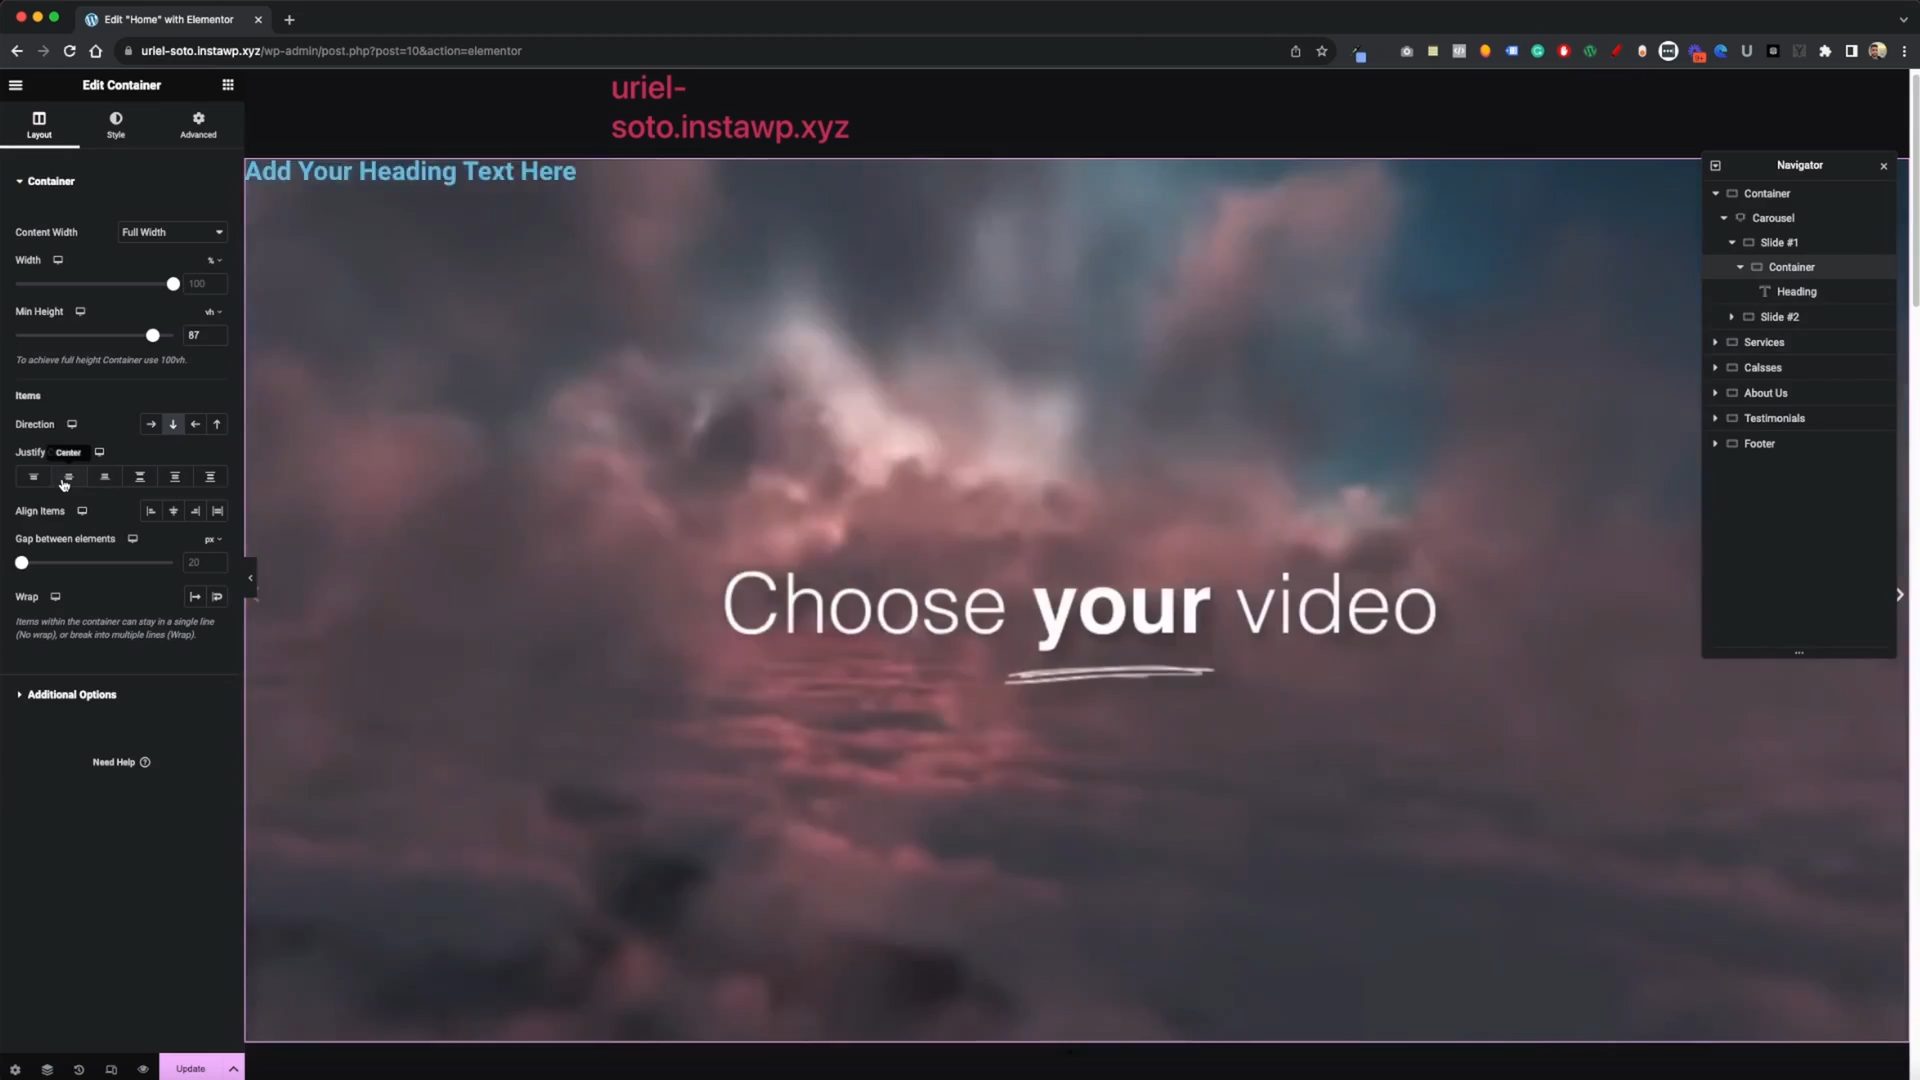 Edit "Home" with Elementor
uriel-soto.instawp.xyz/wp-admin/post.php?post=10&action=elementor
9+
Edit Container
Layout
Style
Advanced
Container
Content Width
Full Width
Width
%
100
Min Height
vh
87
To achieve full height Container use 100vh.
Items
Direction
Justify
Center
Align Items
Gap between elements
px
20
Wrap
Items within the container can stay in a single line
(No wrap), or break into multiple lines (Wrap).
Additional Options
Need Help
Update
uriel-
soto.instawp.xyz
Add Your Heading Text Here
Choose your video
Navigator
Container
Carousel
Slide #1
Container
Heading
Slide #2
Services
Calsses
About Us
Testimonials
Footer